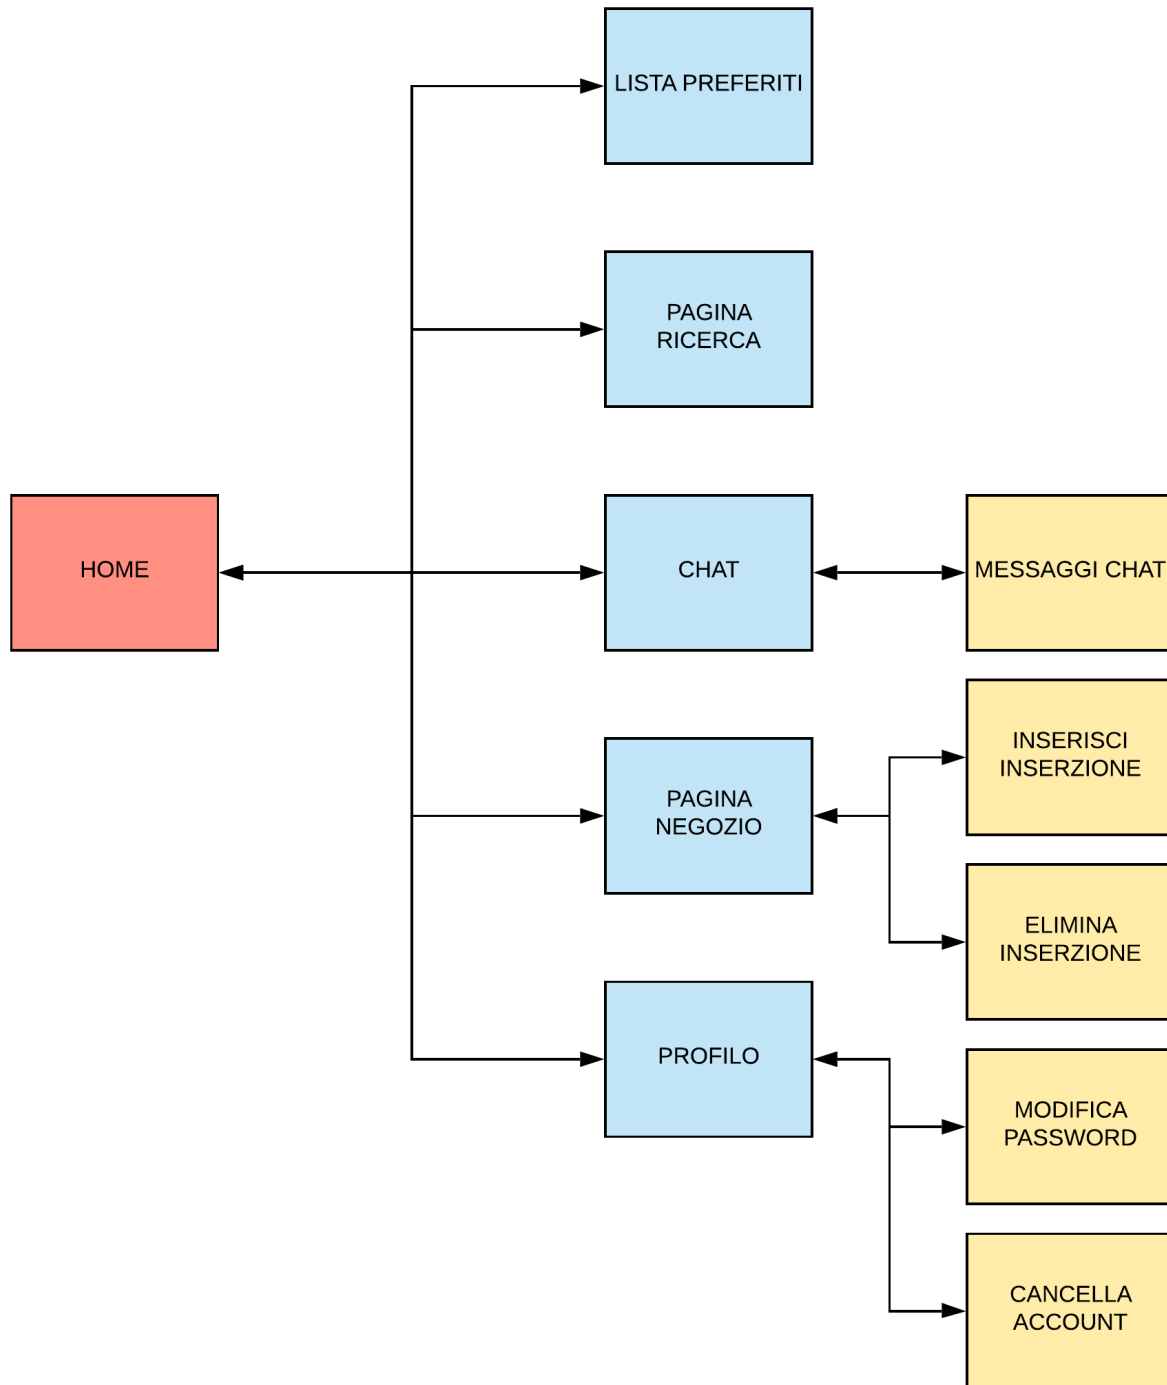 LISTA PREFERITI
PAGINA
RICERCA
HOME
CHAT
MESSAGGI CHAT
PAGINA
NEGOZIO
INSERISCI
INSERZIONE
ELIMINA
INSERZIONE
PROFILO
MODIFICA
PASSWORD
CANCELLA
ACCOUNT